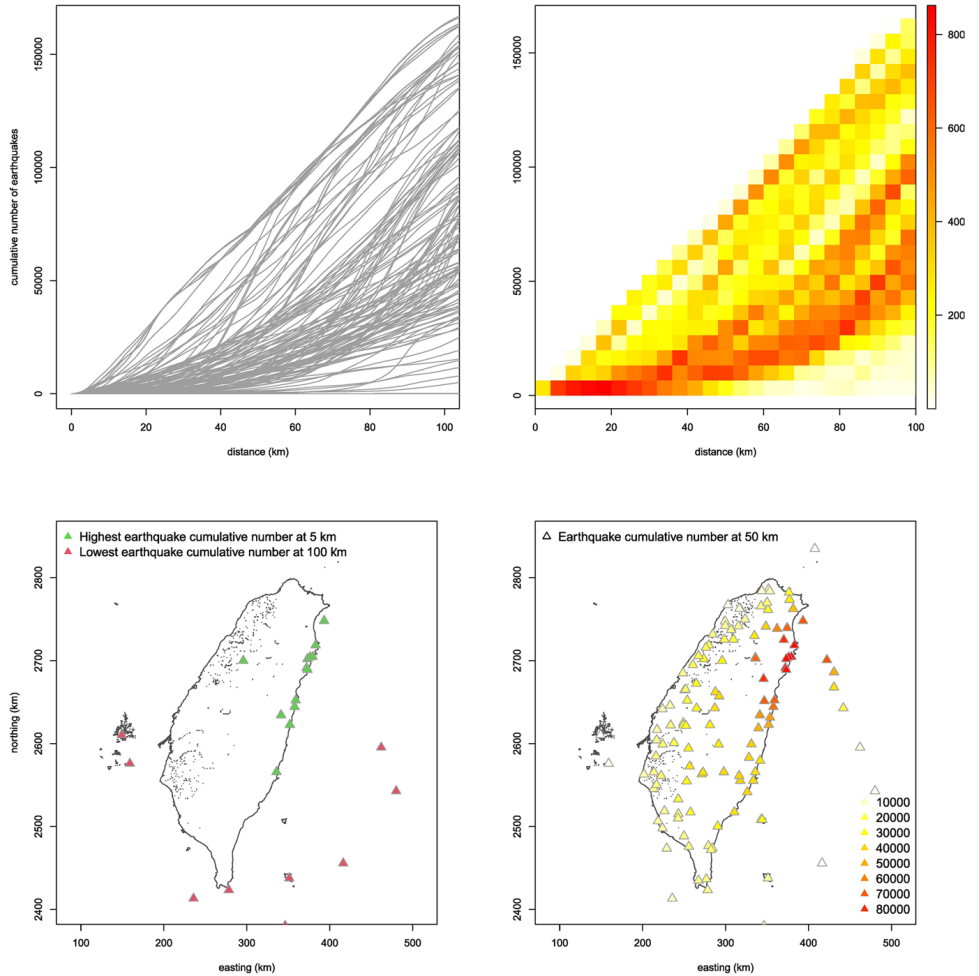 150000
100000
50000
0
cumulative number of earthquakes
0 20 40 60 80 100
distance (km)
150000
100000
50000
0
0 20 40 60 80 100
distance (km)
800
600
400
200
Highest earthquake cumulative number at 5 km
Lowest earthquake cumulative number at 100 km
2800
2700
2600
2500
2400
northing (km)
100 200 300 400 500
easting (km)
Earthquake cumulative number at 50 km
2800
2700
2600
2500
2400
10000
20000
30000
40000
50000
60000
70000
80000
100 200 300 400 500
easting (km)